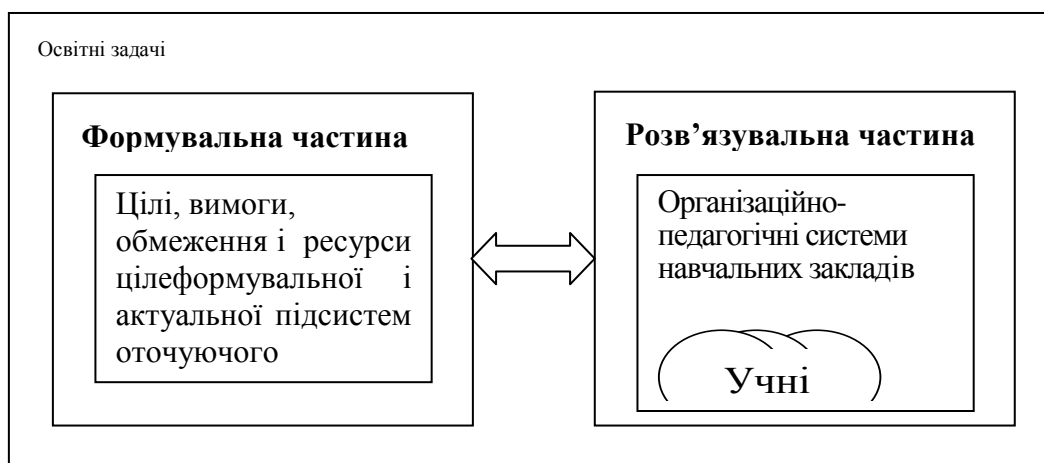 Освітні задачі
Формувальна частина
Цілі, вимоги,
обмеження і ресурси
цілеформувальної і
актуальної підсистем
оточуючого
Розв’язувальна частина
Організаційно-
педагогічні системи
навчальних закладів
Учні